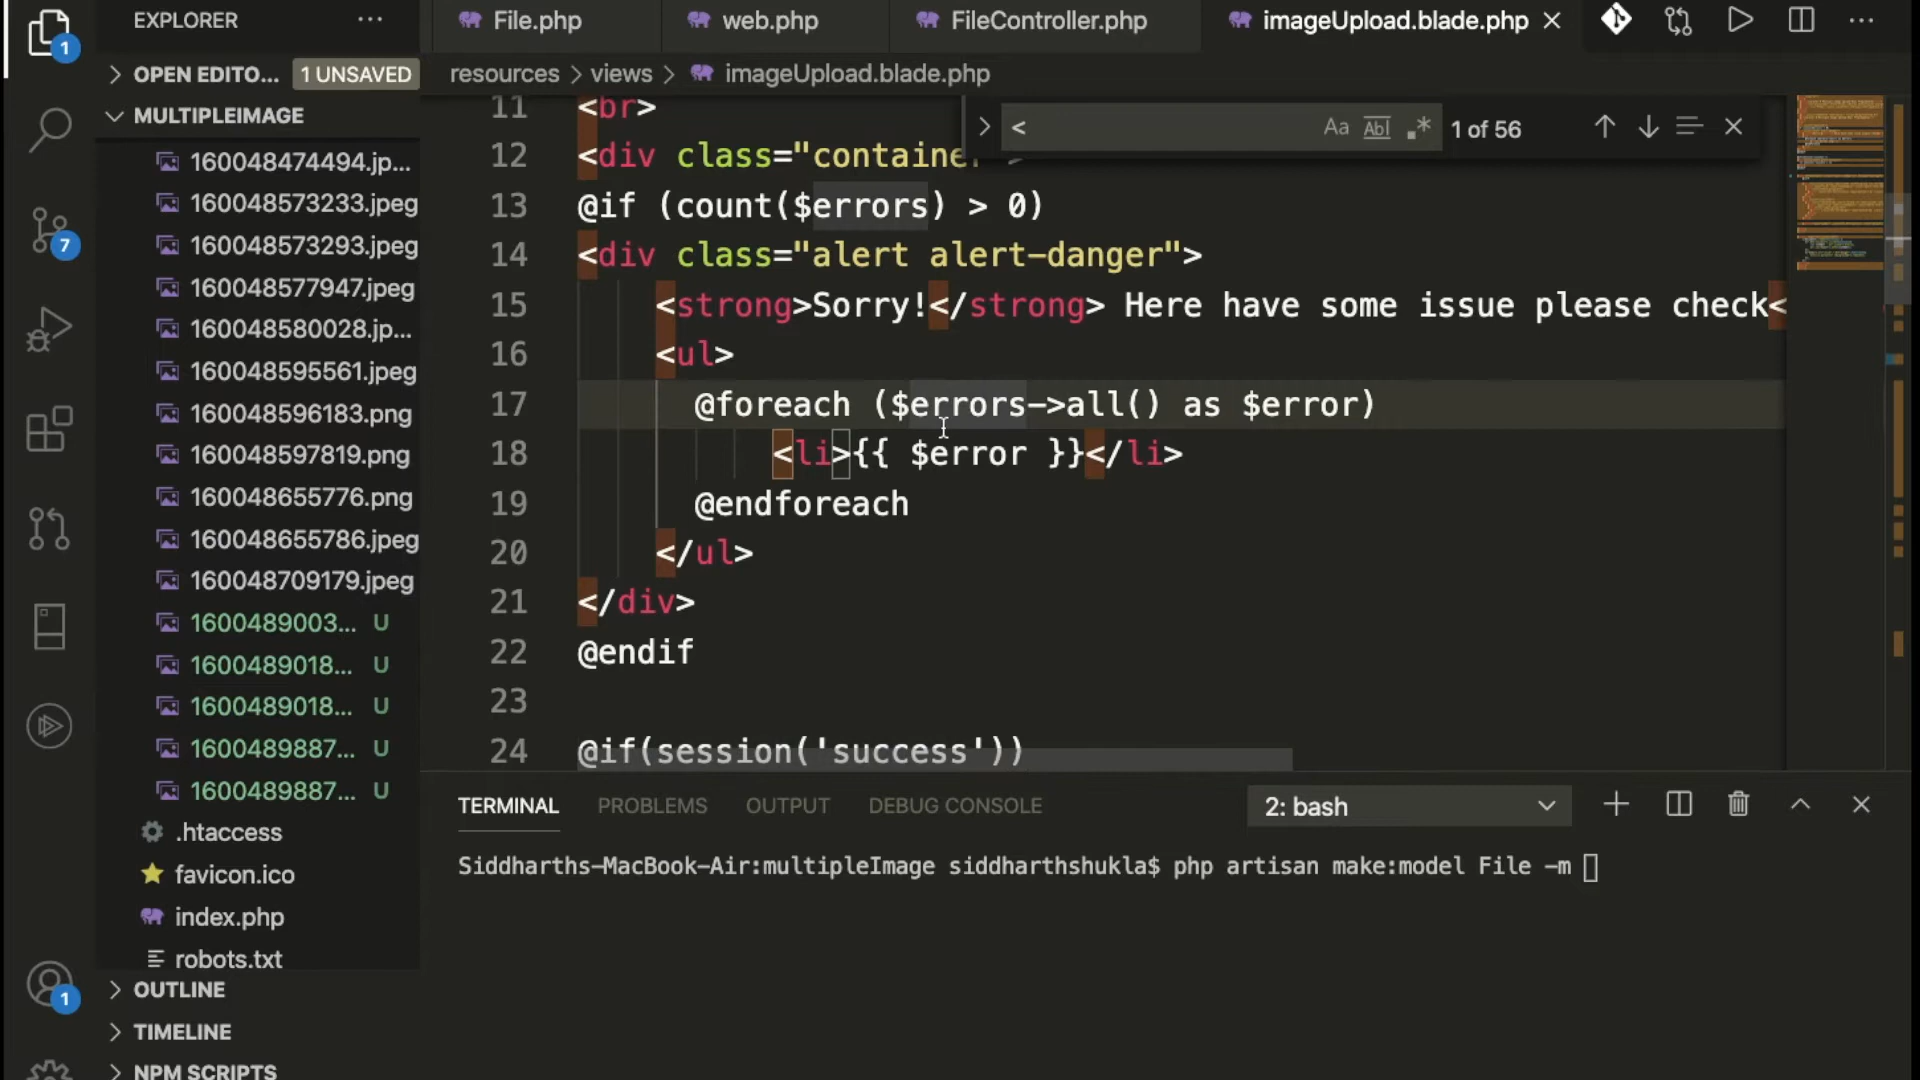 EXPLORER
File.php
web.php
FileController.php
imageUpload.blade.php
1
OPEN EDITO...
1 UNSAVED
resources > views > imageUpload.blade.php
MULTIPLEIMAGE
<
Aa
Abl
.*
1 of 56
160048474494.jp...
160048573233.jpeg
160048573293.jpeg
160048577947.jpeg
160048580028.jp...
160048595561.jpeg
160048596183.png
160048597819.png
160048655776.png
160048655786.jpeg
160048709179.jpeg
1600489003... U
1600489018... U
1600489018... U
1600489887... U
1600489887... U
.htaccess
favicon.ico
index.php
robots.txt
OUTLINE
TIMELINE
NPM SCRIPTS
7
1
11 <br>
12 <div class="container">
13 @if (count($errors) > 0)
14 <div class="alert alert-danger">
15 <strong>Sorry!</strong> Here have some issue please check<
16 <ul>
17 @foreach ($errors->all() as $error)
18 <li>{{ $error }}</li>
19 @endforeach
20 </ul>
21 </div>
22 @endif
23
24 @if(session('success'))
TERMINAL
PROBLEMS
OUTPUT
DEBUG CONSOLE
2: bash
Siddharths-MacBook-Air:multipleImage siddharthshukla$ php artisan make:model File -m